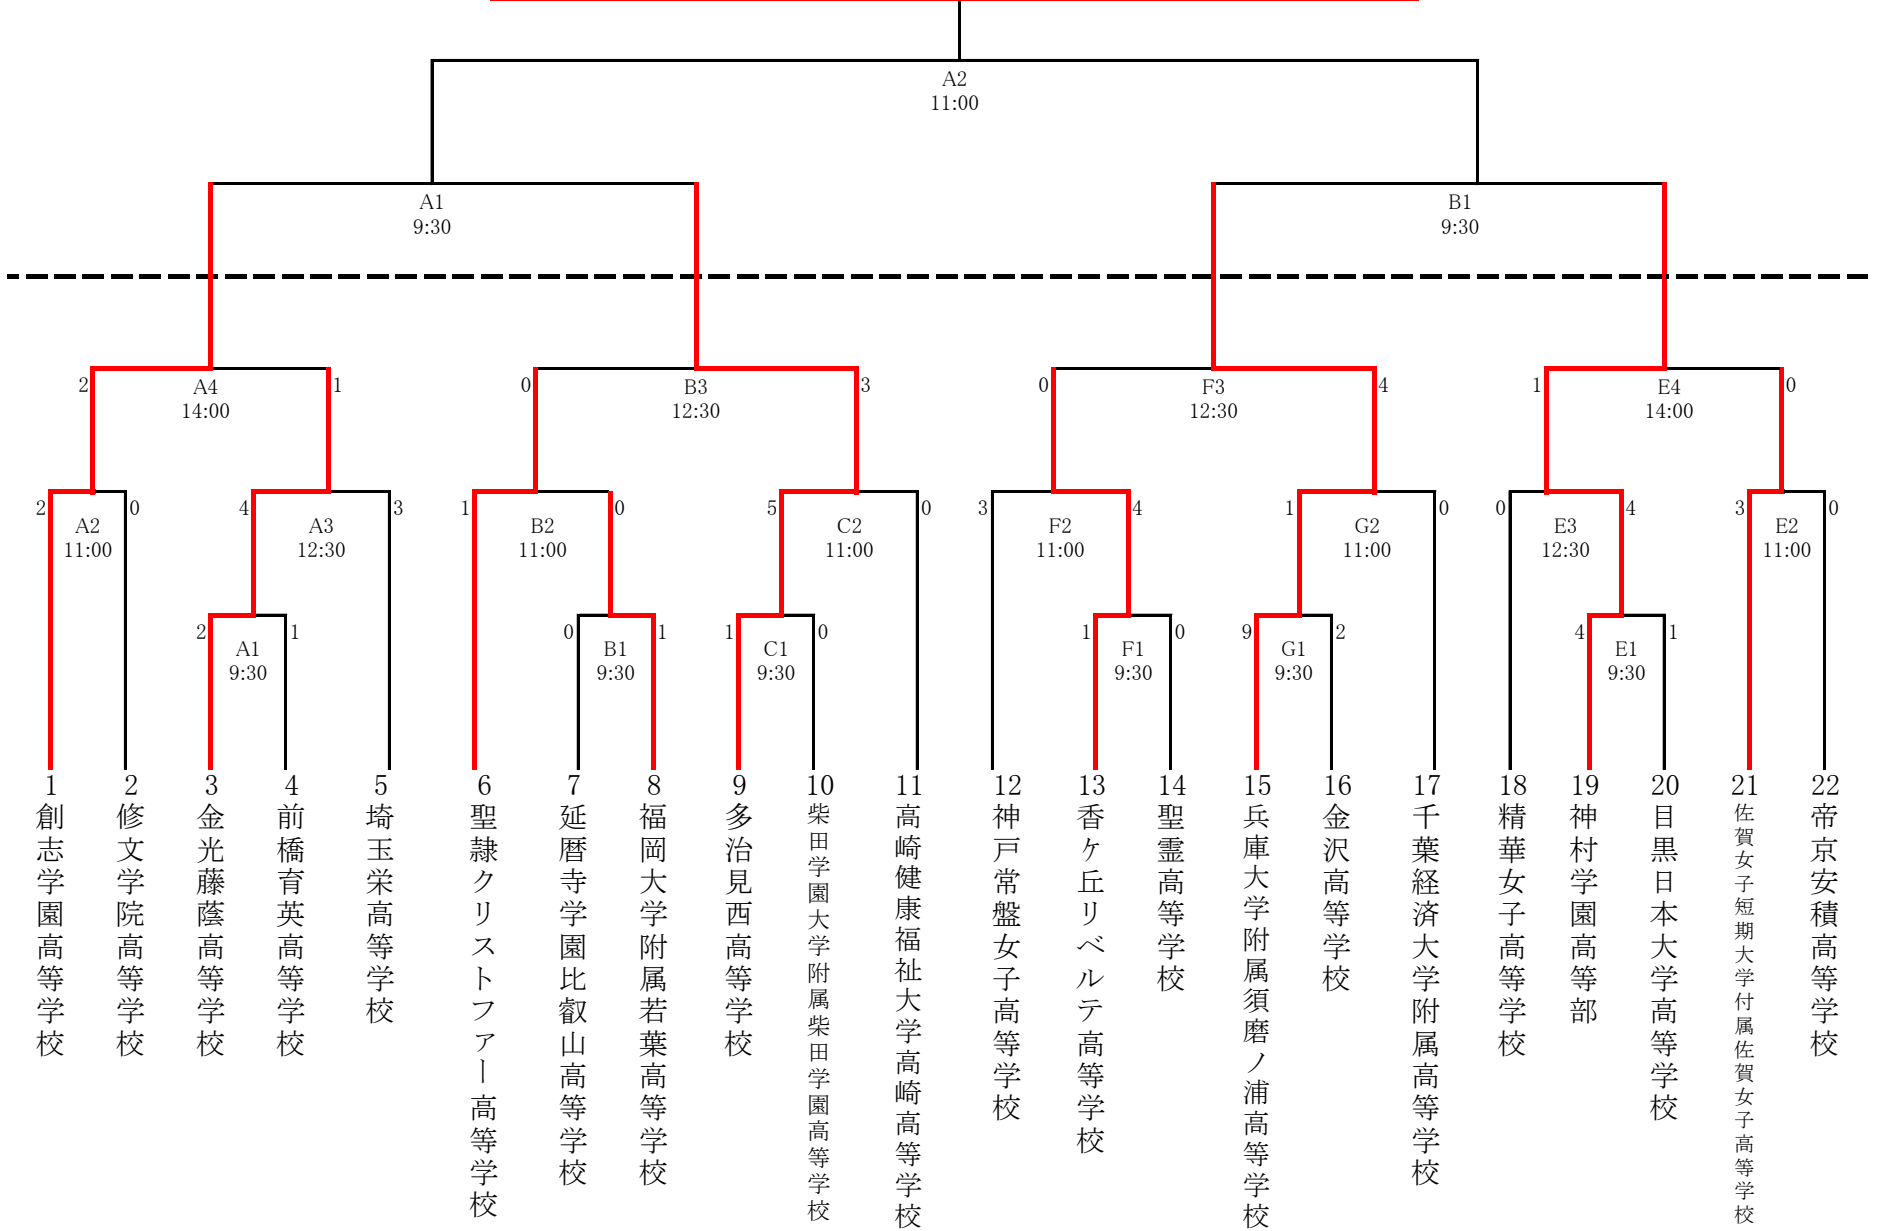 A2
11:00
A1
9:30
B1
9:30
2
A4
14:00
1
0
B3
12:30
3
0
F3
12:30
4
1
E4
14:00
0
2
A2
11:00
0
4
A3
12:30
3
1
B2
11:00
0
5
C2
11:00
0
3
F2
11:00
4
1
G2
11:00
0
0
E3
12:30
4
3
E2
11:00
0
2
A1
9:30
1
0
B1
9:30
1
1
C1
9:30
0
1
F1
9:30
0
9
G1
9:30
2
4
E1
9:30
1
1
創志学園高等学校
2
修文学院高等学校
3
金光藤蔭高等学校
4
前橋育英高等学校
5
埼玉栄高等学校
6
聖隷クリストファー高等学校
7
延暦寺学園比叡山高等学校
8
福岡大学附属若葉高等学校
9
多治見西高等学校
10
柴田学園大学附属柴田学園高等学校
11
高崎健康福祉大学高崎高等学校
12
神戸常盤女子高等学校
13
香ケ丘リベルテ高等学校
14
聖霊高等学校
15
兵庫大学附属須磨ノ浦高等学校
16
金沢高等学校
17
千葉経済大学附属高等学校
18
精華女子高等学校
19
神村学園高等部
20
目黒日本大学高等学校
21
佐賀女子短期大学付属佐賀女子高等学校
22
帝京安積高等学校